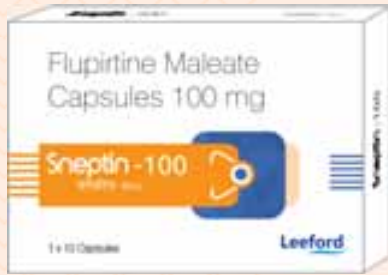 Flupirtine Maleate
Capsules 100 mg
Sneptin -100
1 x 10 Capsules
Leeford